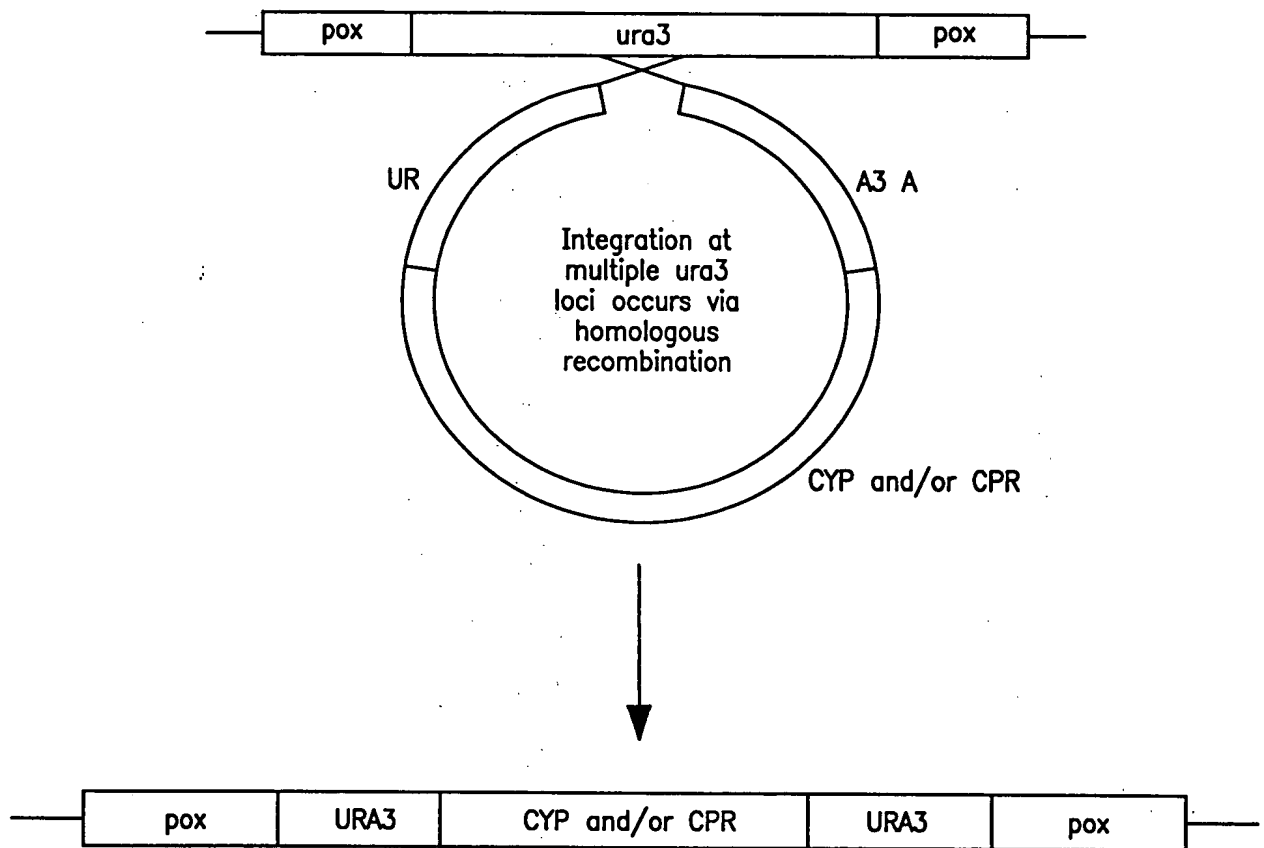 pox ura3 pox
UR
A3 A
Integration at
multiple ura3
loci occurs via
homologous
recombination
CYP and/or CPR
pox URA3 CYP and/or CPR URA3 pox